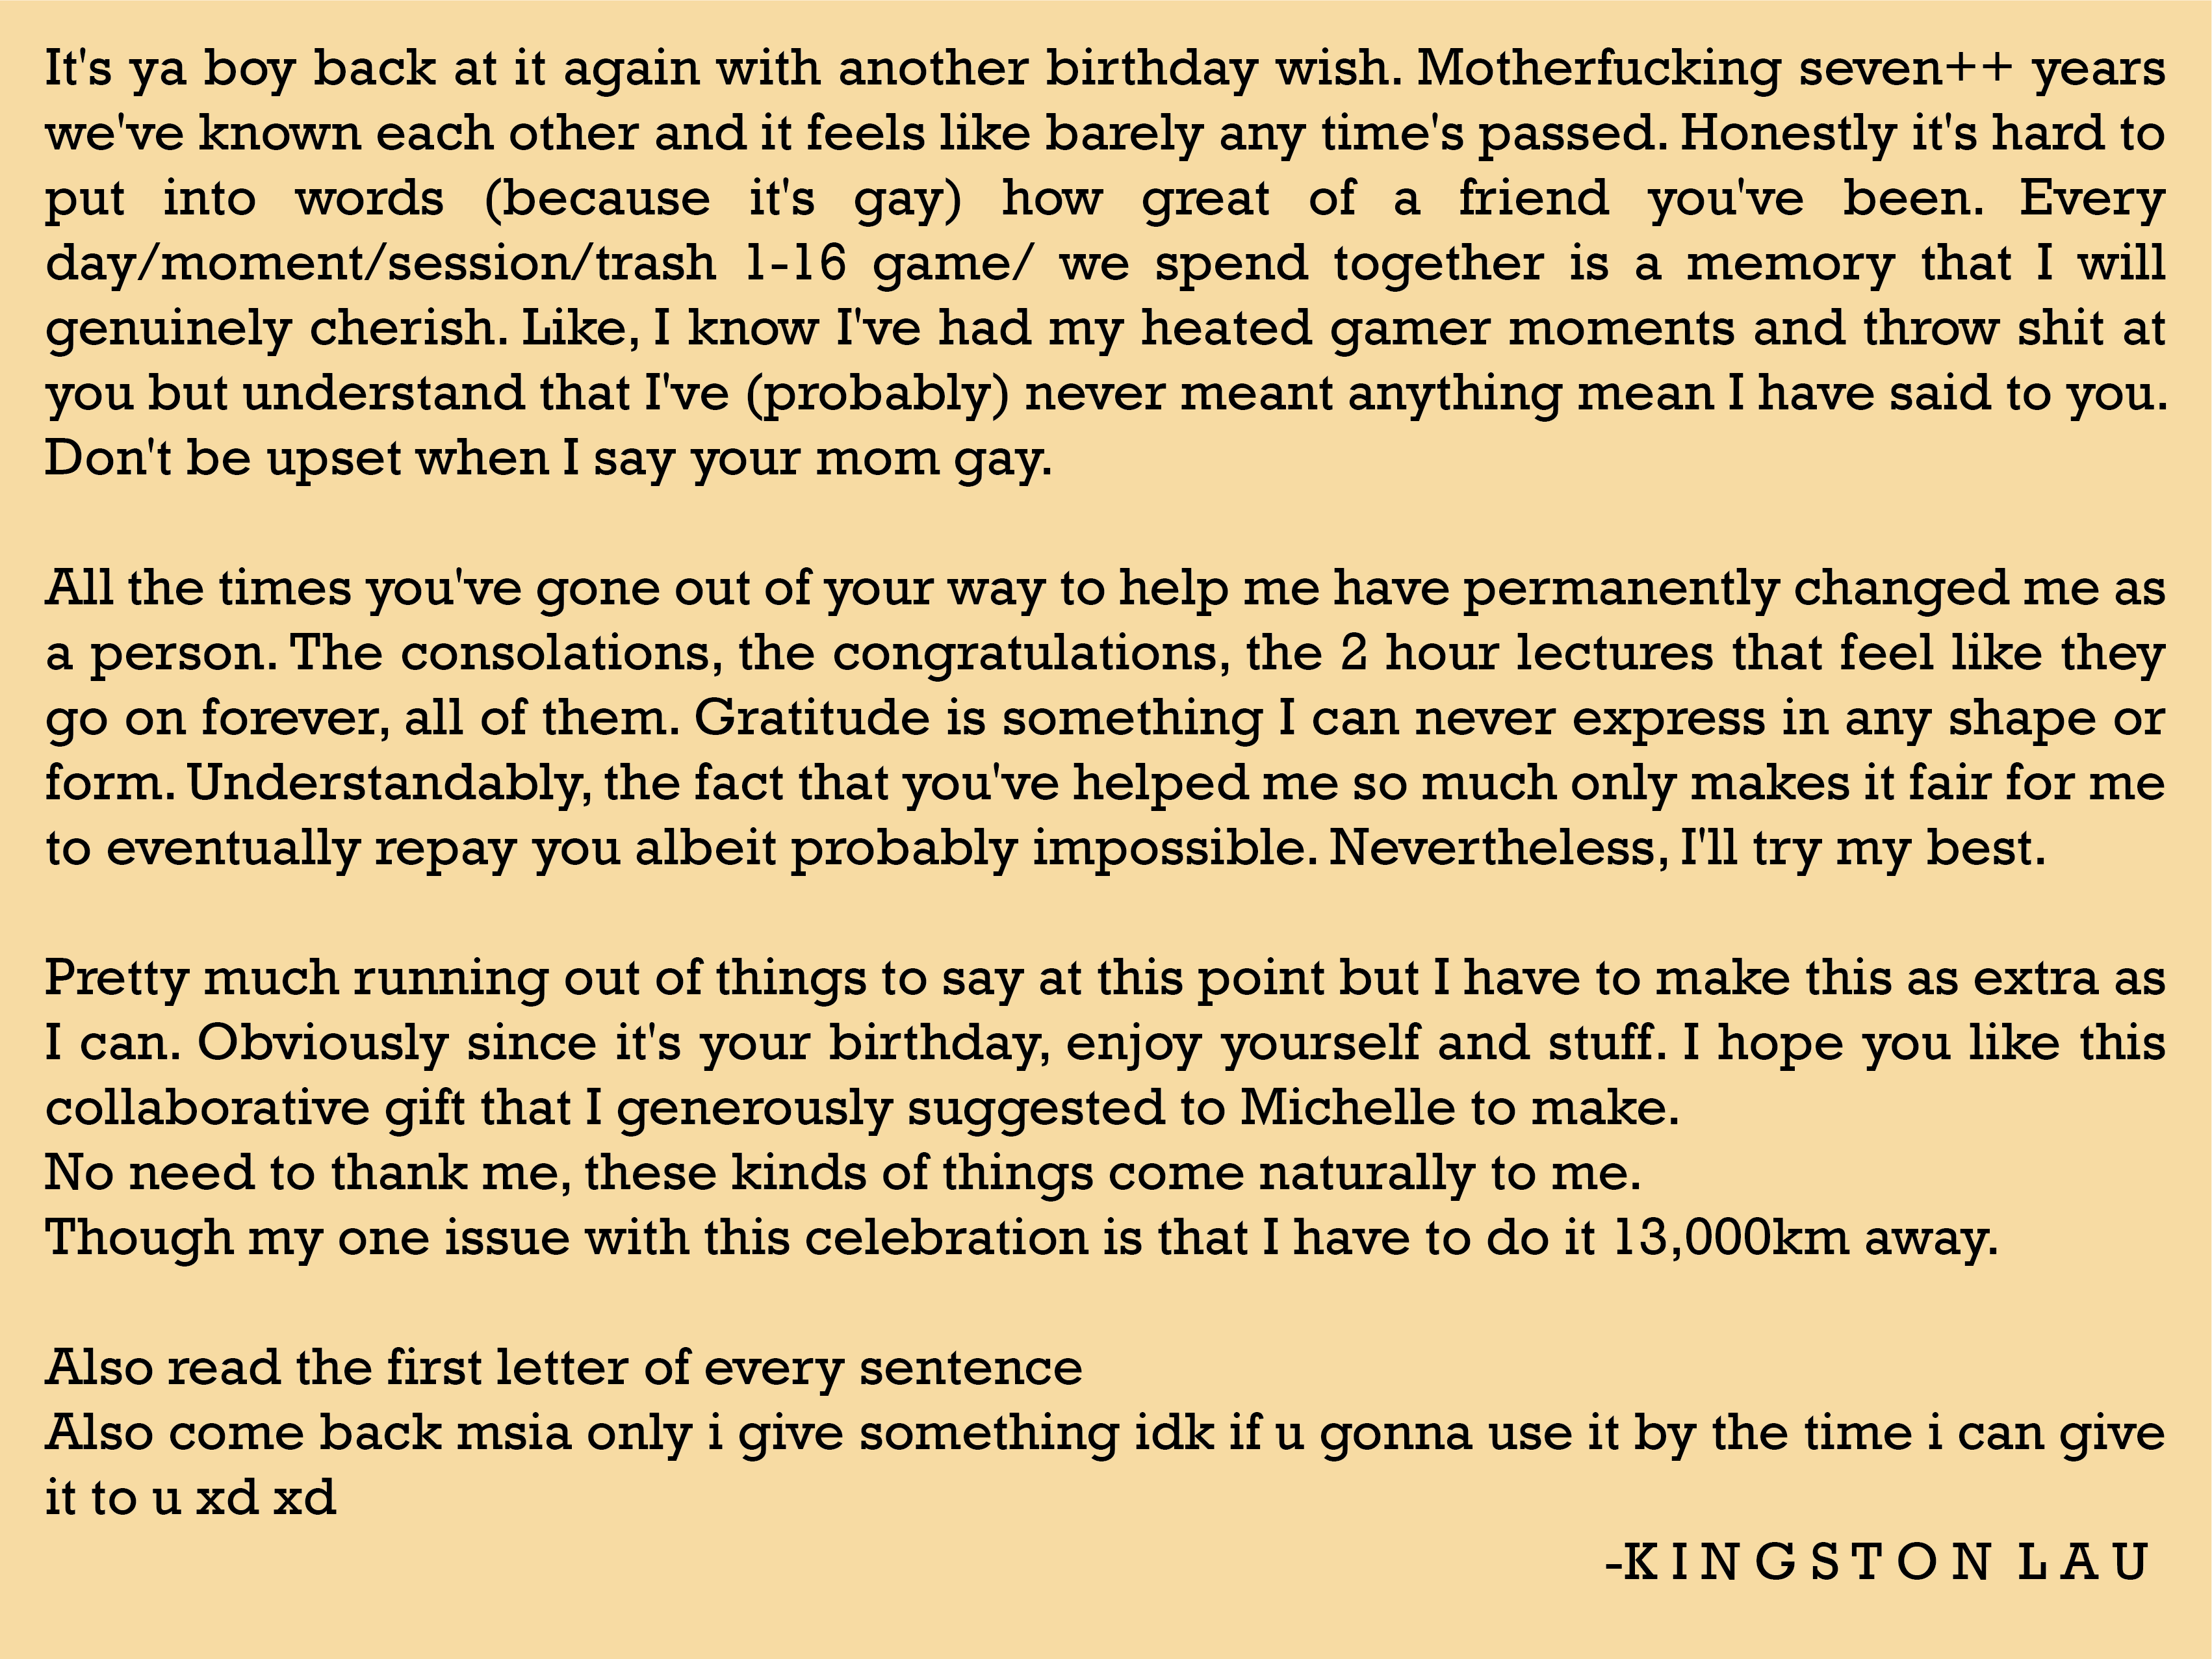 It's ya boy back at it again with another birthday wish. Motherfucking seven++ years
we've known each other and it feels like barely any time's passed. Honestly it's hard to
put into words (because it's gay) how great of a friend you've been. Every
day/moment/session/trash 1-16 game/ we spend together is a memory that I will
genuinely cherish. Like, I know I've had my heated gamer moments and throw shit at
you but understand that I've (probably) never meant anything mean I have said to you.
Don't be upset when I say your mom gay.

All the times you've gone out of your way to help me have permanently changed me as
a person. The consolations, the congratulations, the 2 hour lectures that feel like they
go on forever, all of them. Gratitude is something I can never express in any shape or
form. Understandably, the fact that you've helped me so much only makes it fair for me
to eventually repay you albeit probably impossible. Nevertheless, I'll try my best.

Pretty much running out of things to say at this point but I have to make this as extra as
I can. Obviously since it's your birthday, enjoy yourself and stuff. I hope you like this
collaborative gift that I generously suggested to Michelle to make.
No need to thank me, these kinds of things come naturally to me.
Though my one issue with this celebration is that I have to do it 13,000km away.

Also read the first letter of every sentence
Also come back msia only i give something idk if u gonna use it by the time i can give
it to u xd xd
-KINGSTON LAU